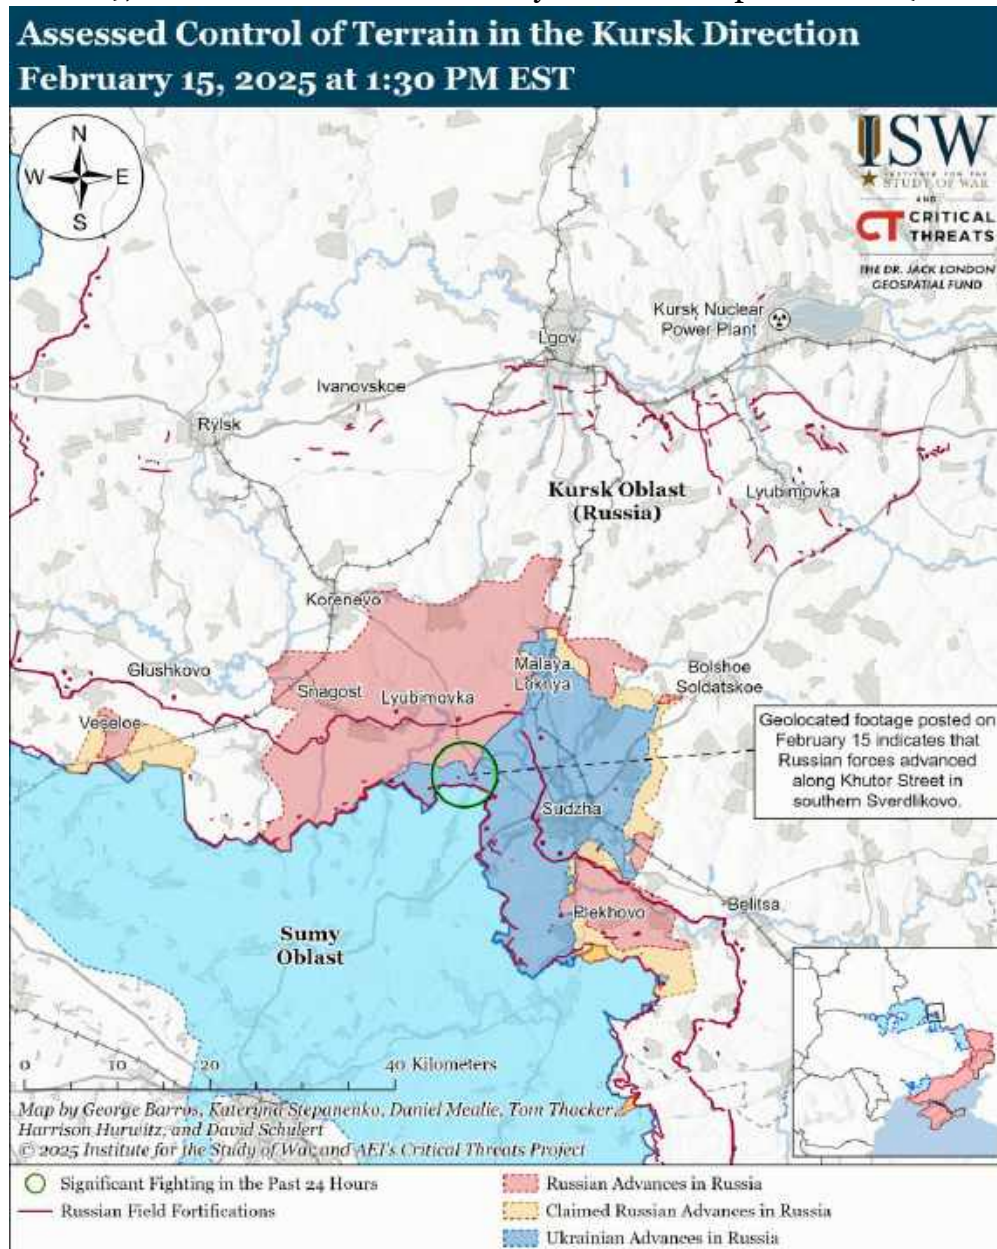 Assessed Control of Terrain in the Kursk Direction
February 15, 2025 at 1:30 PM EST
N
W E
S
ISW
INSTITUTE FOR THE
STUDY OF WAR
AND
CT CRITICAL
THREATS
THE DR. JACK LONDON
GEOSPATIAL FUND
Kursk Nuclear
Power Plant
Lgov
Ivanovskoe
Rylsk
Kursk Oblast
(Russia)
Lyubimovka
Korenevo
Glushkovo
Snagost
Lyubimovka
Malaya
Loknya
Bolshoe
Soldatskoe
Veseloe
Geolocated footage posted on
February 15 indicates that
Russian forces advanced
along Khutor Street in
southern Sverdlikovo.
Sudzha
Plekhovo
Belitsa
Sumy
Oblast
0 10 20 40 Kilometers
Map by George Barros, Kateryna Stepanenko, Daniel Mealie, Tom Thacker,
Harrison Hurwitz, and David Schulert
© 2025 Institute for the Study of War and AEI's Critical Threats Project
Significant Fighting in the Past 24 Hours
Russian Field Fortifications
Russian Advances in Russia
Claimed Russian Advances in Russia
Ukrainian Advances in Russia